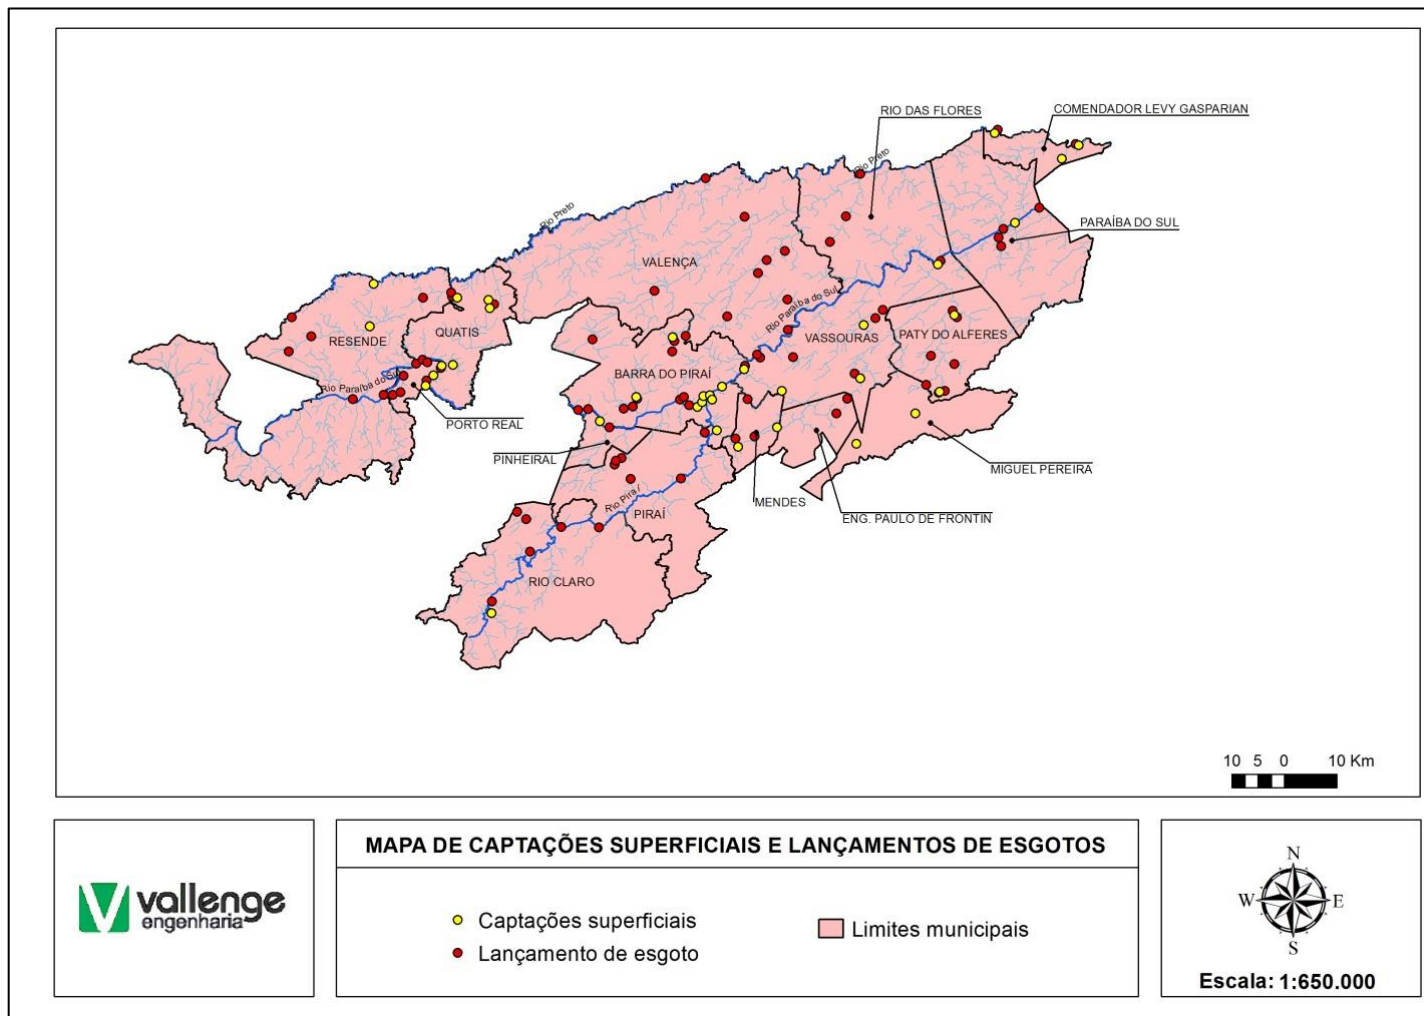 RIO DAS FLORES
COMENDADOR LEVY GASPARIAN
Rio Preto
Rio Preto
PARAÍBA DO SUL
VALENÇA
Rio Paraíba do Sul
RESENDE
QUATIS
VASSOURAS
PATY DO ALFERES
BARRA DO PIRAÍ
Rio Paraíba do Sul
PORTO REAL
PINHEIRAL
MIGUEL PEREIRA
MENDES
Rio Piraí
PIRAÍ
ENG. PAULO DE FRONTIN
RIO CLARO
10 5 0 10 Km
MAPA DE CAPTAÇÕES SUPERFICIAIS E LANÇAMENTOS DE ESGOTOS
vallenge
engenharia
Captações superficiais
Lançamento de esgoto
Limites municipais
N
W E
S
Escala: 1:650.000